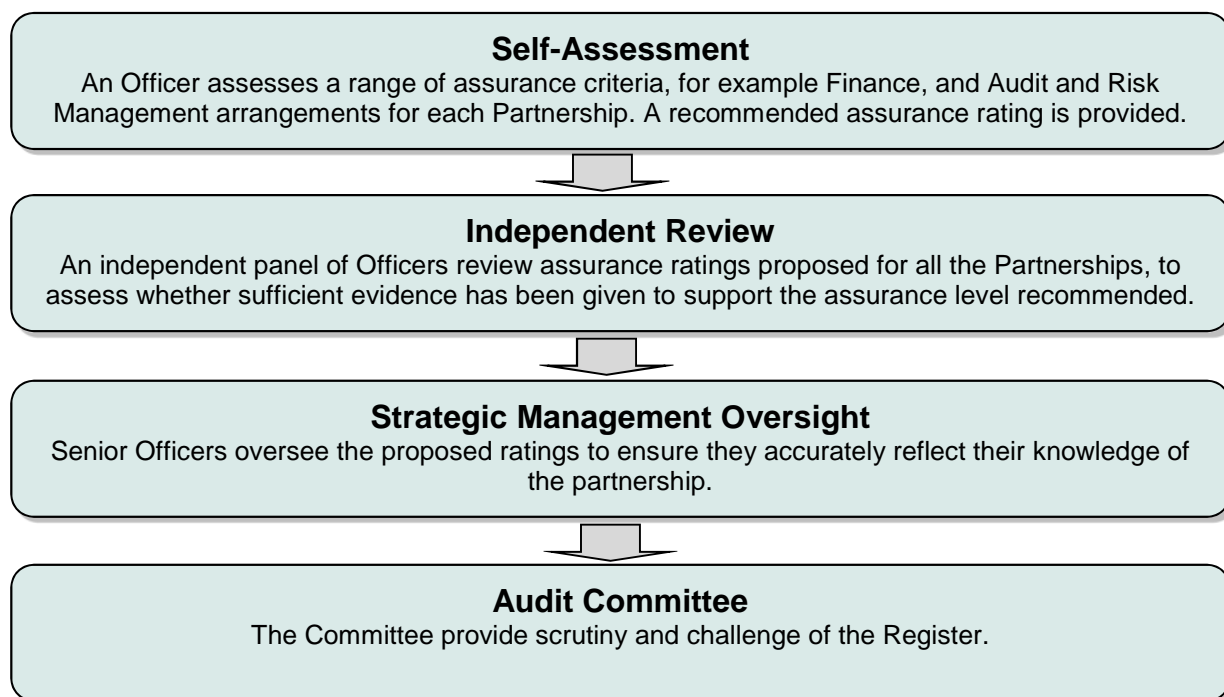 Self-Assessment
An Officer assesses a range of assurance criteria, for example Finance, and Audit and Risk
Management arrangements for each Partnership. A recommended assurance rating is provided.
Independent Review
An independent panel of Officers review assurance ratings proposed for all the Partnerships, to
assess whether sufficient evidence has been given to support the assurance level recommended.
Strategic Management Oversight
Senior Officers oversee the proposed ratings to ensure they accurately reflect their knowledge of
the partnership.
Audit Committee
The Committee provide scrutiny and challenge of the Register.